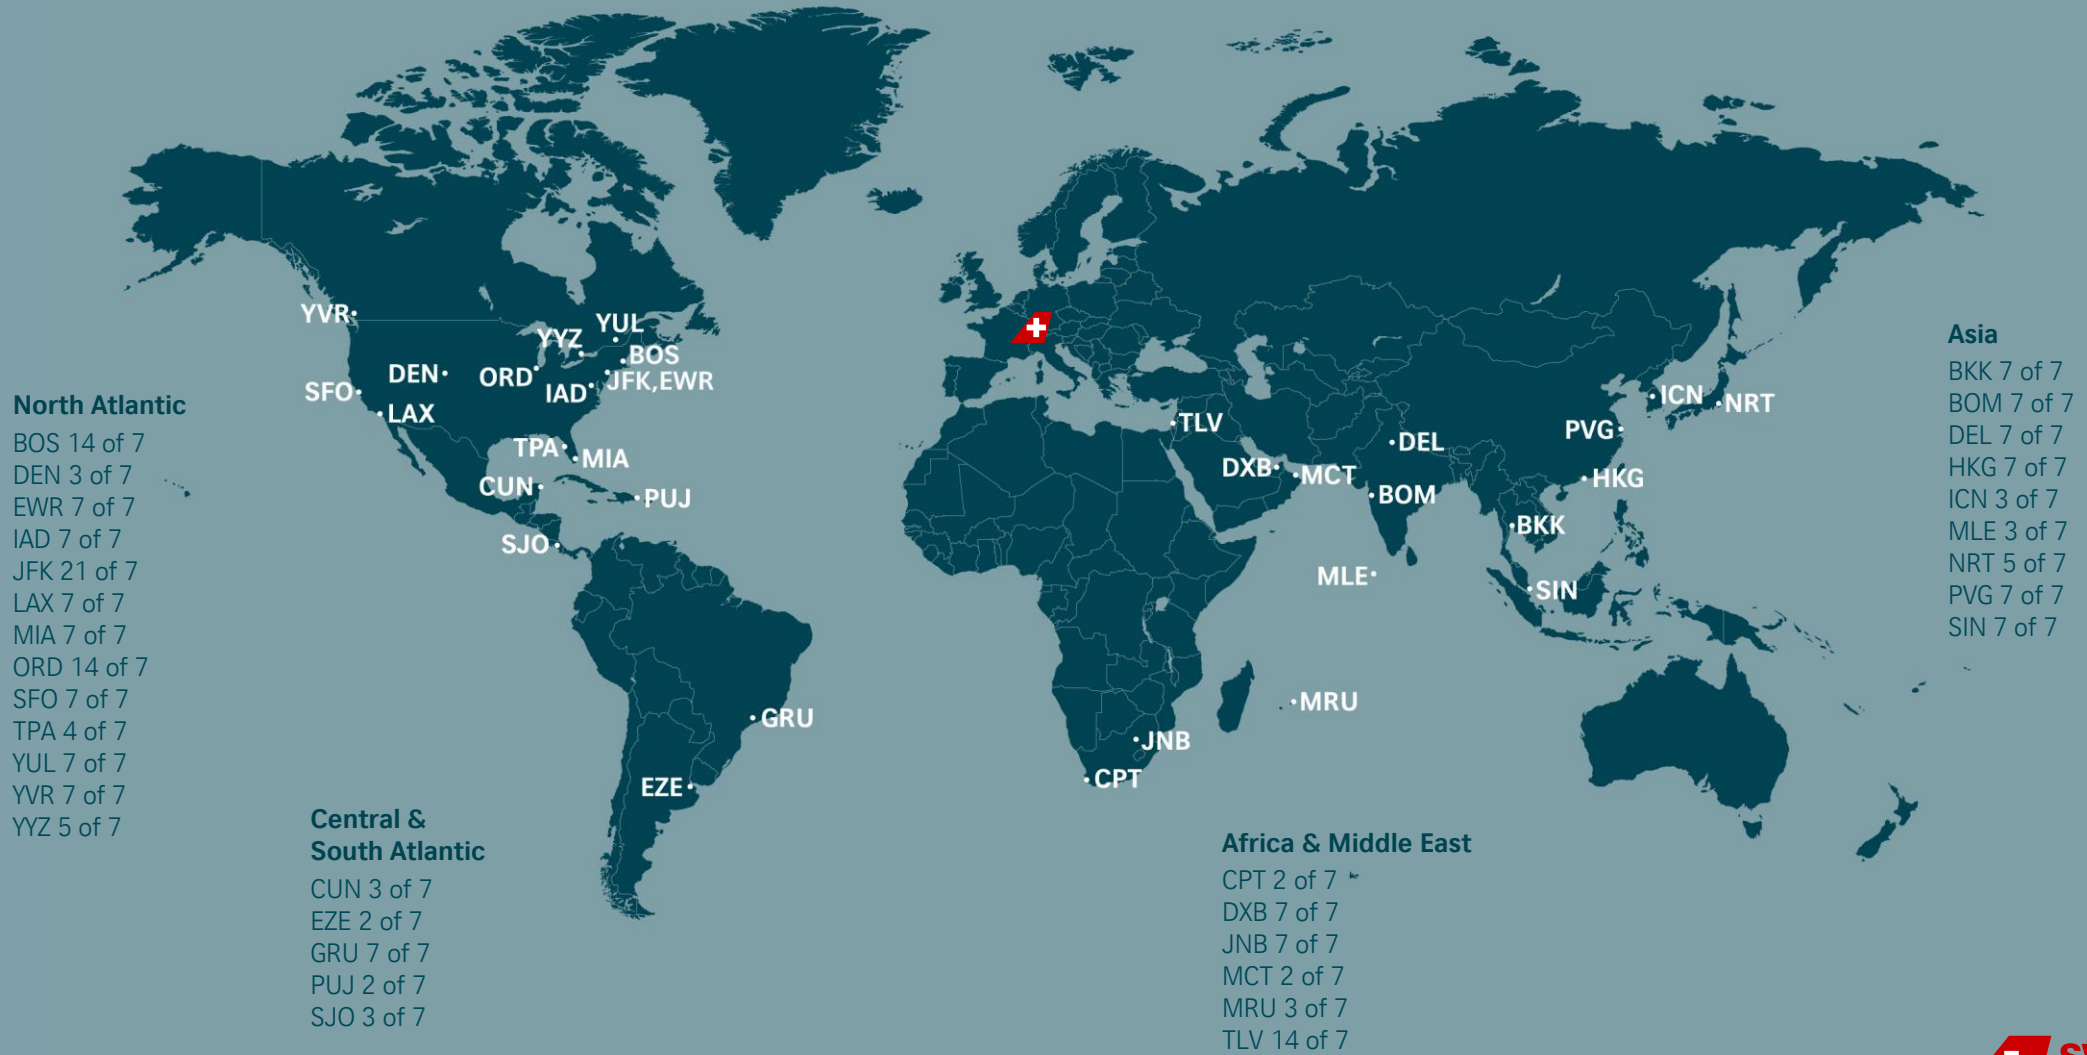 YVR
YYZ
YUL
BOS
DEN
ORD
JFK,EWR
SFO
IAD
LAX
TPA
MIA
CUN
PUJ
SJO
GRU
EZE
TLV
DEL
DXB
MCT
BOM
MLE
MRU
JNB
CPT
ICN
NRT
PVG
HKG
BKK
SIN
North Atlantic
BOS 14 of 7
DEN 3 of 7
EWR 7 of 7
IAD 7 of 7
JFK 21 of 7
LAX 7 of 7
MIA 7 of 7
ORD 14 of 7
SFO 7 of 7
TPA 4 of 7
YUL 7 of 7
YVR 7 of 7
YYZ 5 of 7
Central &
South Atlantic
CUN 3 of 7
EZE 2 of 7
GRU 7 of 7
PUJ 2 of 7
SJO 3 of 7
Africa & Middle East
CPT 2 of 7
DXB 7 of 7
JNB 7 of 7
MCT 2 of 7
MRU 3 of 7
TLV 14 of 7
Asia
BKK 7 of 7
BOM 7 of 7
DEL 7 of 7
HKG 7 of 7
ICN 3 of 7
MLE 3 of 7
NRT 5 of 7
PVG 7 of 7
SIN 7 of 7